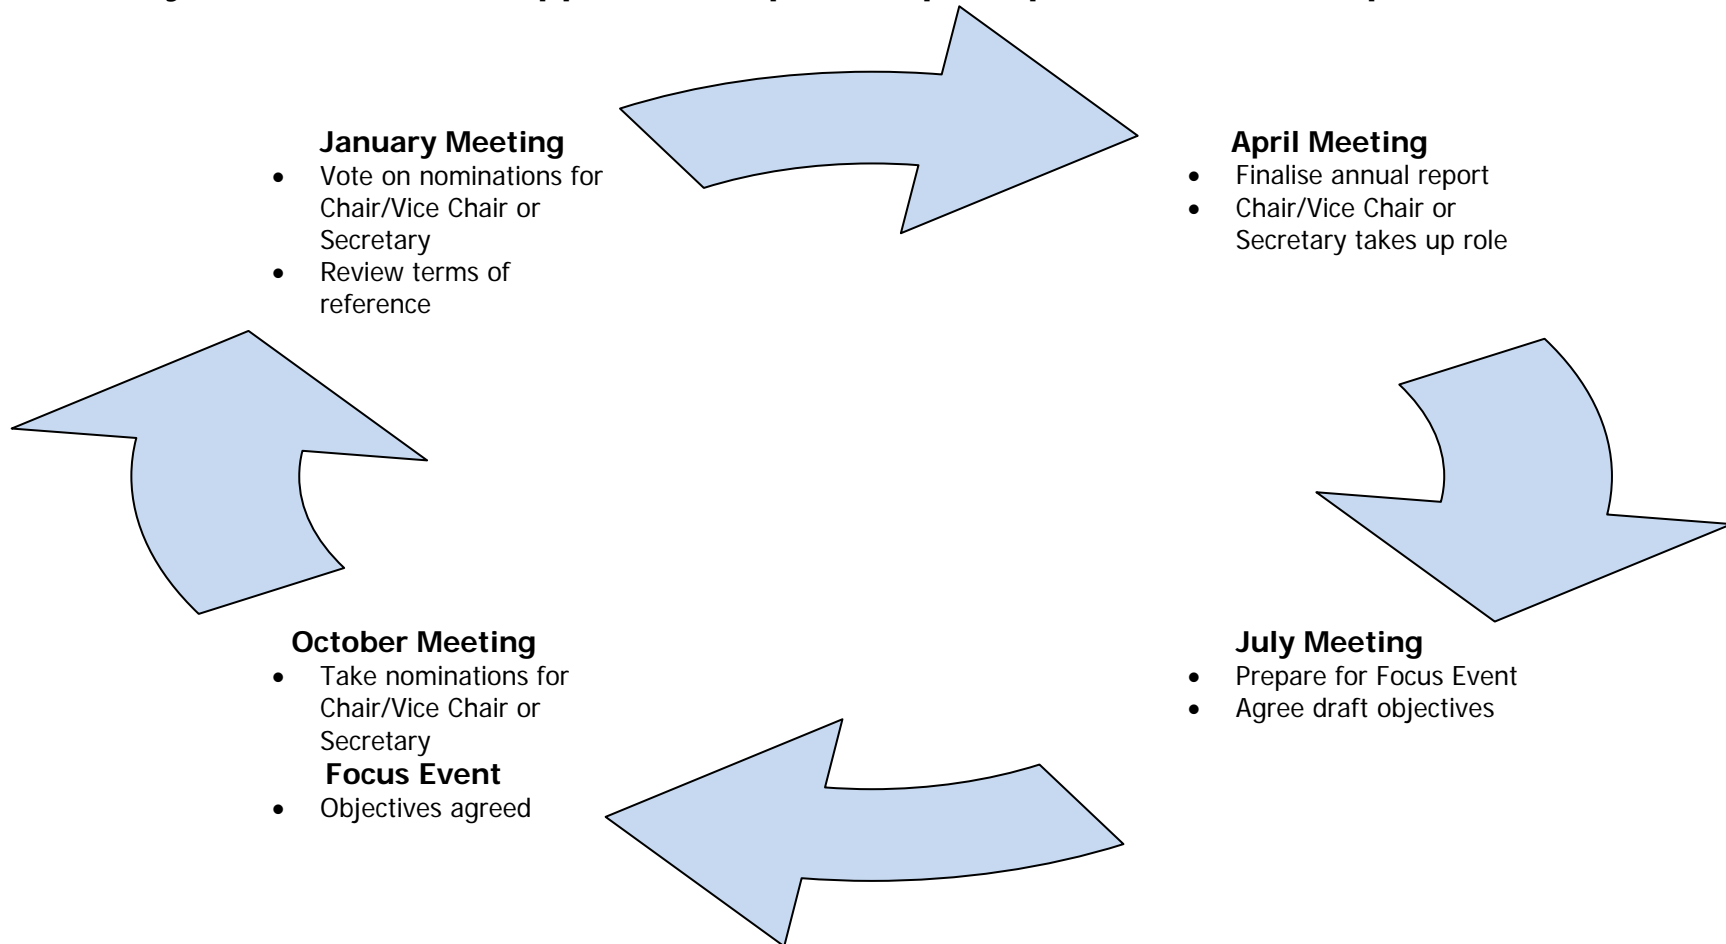 January Meeting
• Vote on nominations for
Chair/Vice Chair or
Secretary
• Review terms of
reference
April Meeting
• Finalise annual report
• Chair/Vice Chair or
Secretary takes up role
July Meeting
• Prepare for Focus Event
• Agree draft objectives
October Meeting
• Take nominations for
Chair/Vice Chair or
Secretary
Focus Event
• Objectives agreed